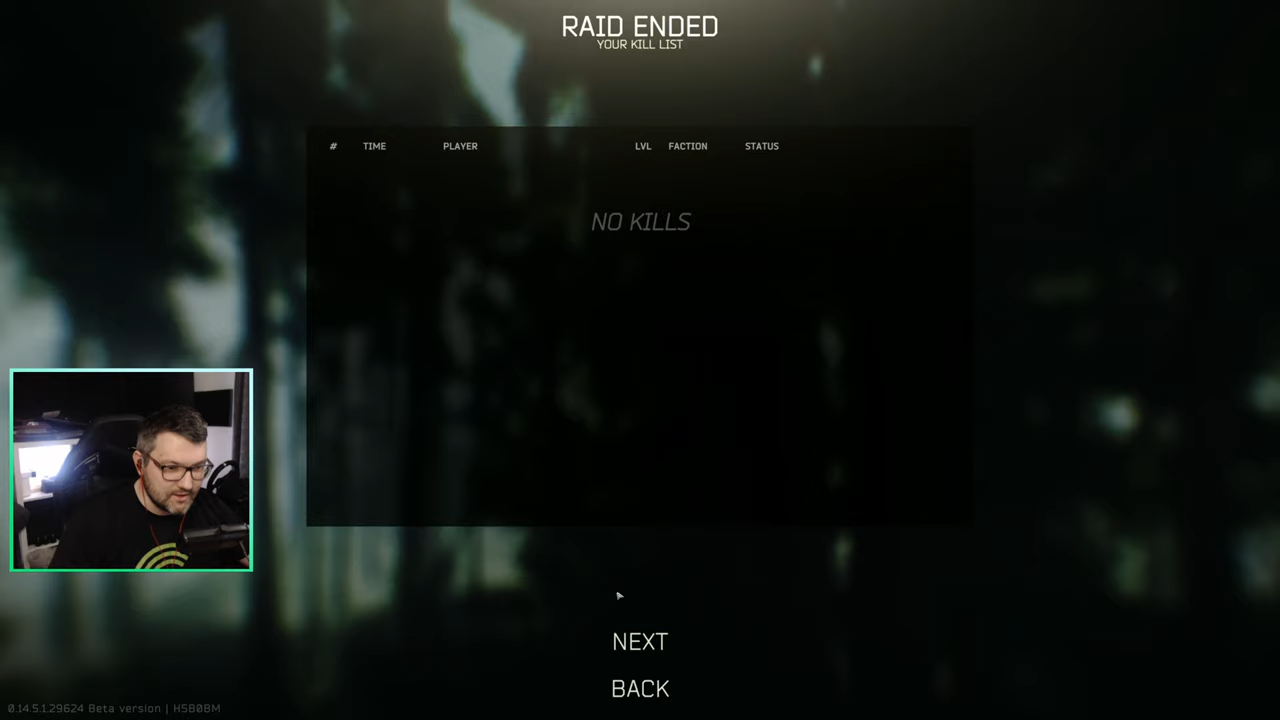 RAID ENDED
YOUR KILL LIST
# TIME PLAYER LVL FACTION STATUS
NO KILLS
NEXT
BACK
0.14.5.1.29624 Beta version | H5B0BM